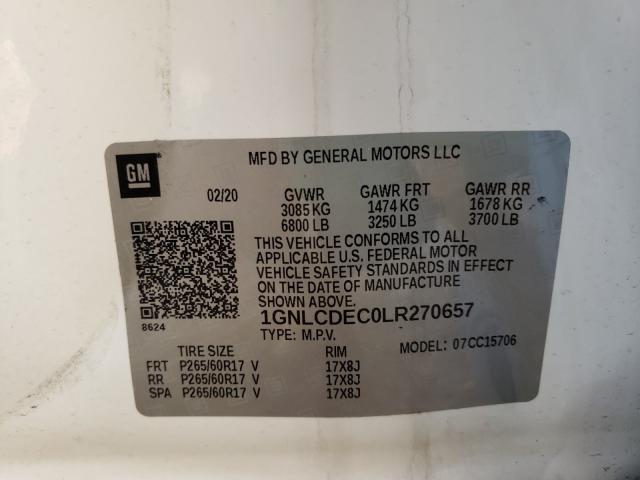 GM
MFD BY GENERAL MOTORS LLC
02/20 GVWR GAWR FRT GAWR RR
3085 KG 1474 KG 1678 KG
6800 LB 3250 LB 3700 LB
THIS VEHICLE CONFORMS TO ALL
APPLICABLE U.S. FEDERAL MOTOR
VEHICLE SAFETY STANDARDS IN EFFECT
ON THE DATE OF MANUFACTURE
SHOWN ABOVE.
8624
1GNLCDEC0LR270657
TYPE: M.P.V. MODEL: 07CC15706
TIRE SIZE RIM
FRT P265/60R17 V 17X8J
RR P265/60R17 V 17X8J
SPA P265/60R17 V 17X8J